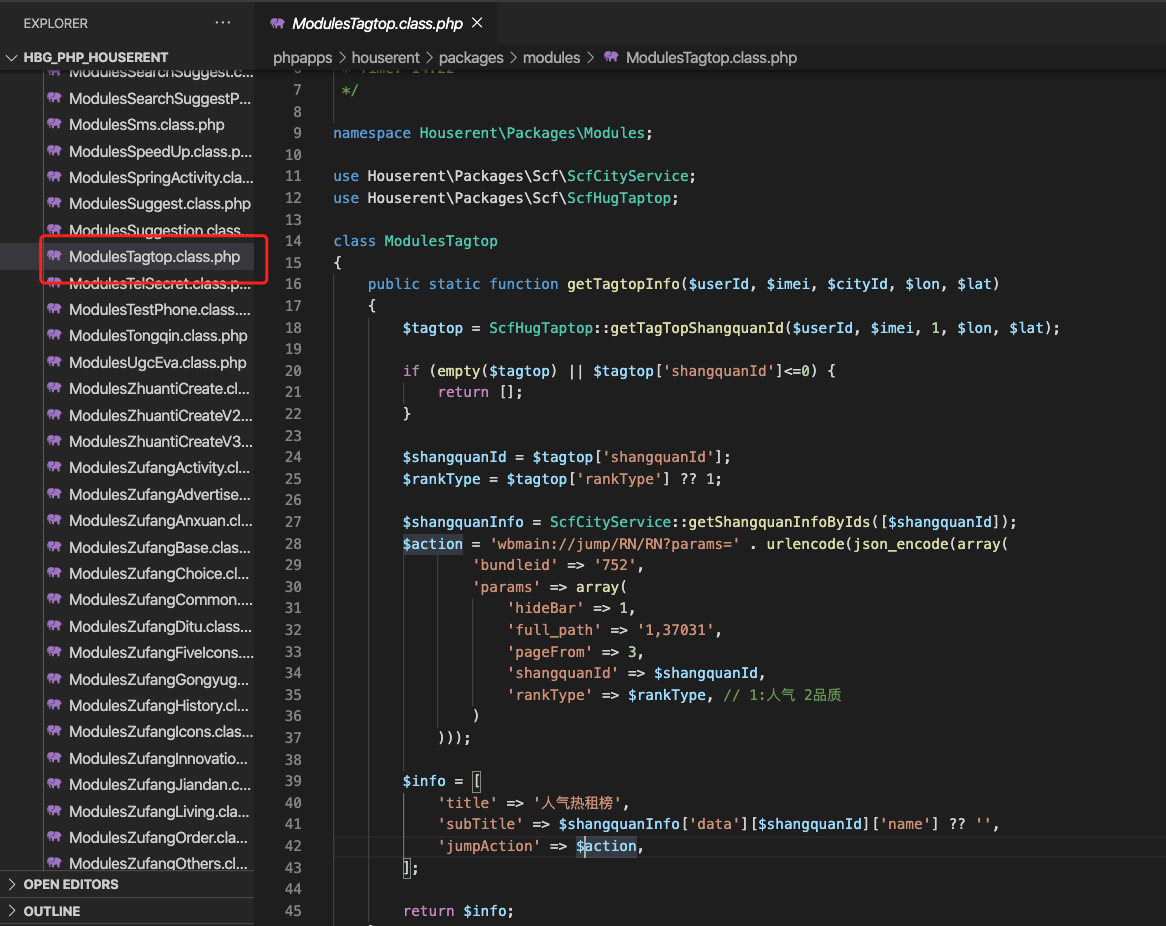 EXPLORER
···
HBG_PHP_HOUSERENT
ModulesSearchSuggest.c...
ModulesSearchSuggestP...
ModulesSms.class.php
ModulesSpeedUp.class.p...
ModulesSpringActivity.cla...
ModulesSuggest.class.php
ModulesSuggestion.class...
ModulesTagtop.class.php
ModulesTelSecret.class.p...
ModulesTestPhone.class....
ModulesTongqin.class.php
ModulesUgcEva.class.php
ModulesZhuantiCreate.cl...
ModulesZhuantiCreateV2...
ModulesZhuantiCreateV3...
ModulesZufangActivity.cl...
ModulesZufangAdvertise...
ModulesZufangAnxuan.cl...
ModulesZufangBase.clas...
ModulesZufangChoice.cl...
ModulesZufangCommon....
ModulesZufangDitu.class...
ModulesZufangFiveIcons....
ModulesZufangGongyug...
ModulesZufangHistory.cl...
ModulesZufangIcons.clas...
ModulesZufangInnovatio...
ModulesZufangJiandan.c...
ModulesZufangLiving.cla...
ModulesZufangOrder.cla...
ModulesZufangOthers.cl...
OPEN EDITORS
OUTLINE
ModulesTagtop.class.php
phpapps > houserent > packages > modules > ModulesTagtop.class.php
6 * Time: 14:22
7 */
8
9 namespace Houserent\Packages\Modules;
10
11 use Houserent\Packages\Scf\ScfCityService;
12 use Houserent\Packages\Scf\ScfHugTaptop;
13
14 class ModulesTagtop
15 {
16 public static function getTagtopInfo($userId, $imei, $cityId, $lon, $lat)
17 {
18 $tagtop = ScfHugTaptop::getTagTopShangquanId($userId, $imei, 1, $lon, $lat);
19
20 if (empty($tagtop) || $tagtop['shangquanId']<=0) {
21 return [];
22 }
23
24 $shangquanId = $tagtop['shangquanId'];
25 $rankType = $tagtop['rankType'] ?? 1;
26
27 $shangquanInfo = ScfCityService::getShangquanInfoByIds([$shangquanId]);
28 $action = 'wbmain://jump/RN/RN?params=' . urlencode(json_encode(array(
29 'bundleid' => '752',
30 'params' => array(
31 'hideBar' => 1,
32 'full_path' => '1,37031',
33 'pageFrom' => 3,
34 'shangquanId' => $shangquanId,
35 'rankType' => $rankType, // 1:人气 2品质
36 )
37 )));
38
39 $info = [
40 'title' => '人气热租榜',
41 'subTitle' => $shangquanInfo['data'][$shangquanId]['name'] ?? '',
42 'jumpAction' => $action,
43 ];
44
45 return $info;